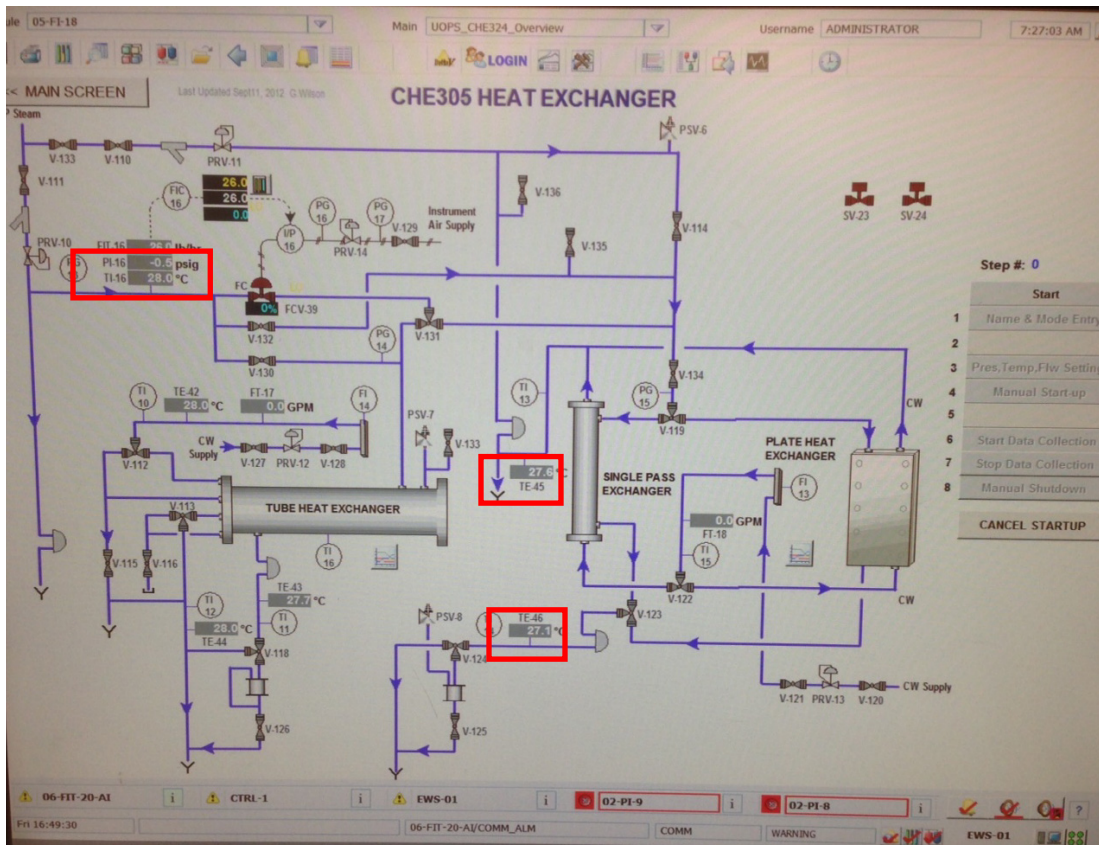 05-FI-18
Main
UOPS_CHE324_Overview
Username
ADMINISTRATOR
7:27:03 AM
LOGIN
<< MAIN SCREEN
Last Updated Sept11, 2012 G.Wilson
CHE305 HEAT EXCHANGER
Steam
PSV-6
V-133
V-110
PRV-11
V-111
FIC
16
26.0
26.0
0.0
V-136
SV-23
SV-24
PG
16
PG
17
V-129
Instrument
Air Supply
V-114
I/P
16
PRV-14
V-135
PRV-10
FIT-16
26.0
lb/hr
PG
PI-16
-0.5
psig
TI-16
28.0
°C
FC
0%
FCV-39
V-132
V-131
V-130
PG
14
Step #: 0
Start
1
Name & Mode Entry
2
3
Pres,Temp,Flw Setting
4
Manual Start-up
5
6
Start Data Collection
7
Stop Data Collection
8
Manual Shutdown
CANCEL STARTUP
V-134
TI
13
PG
15
V-119
CW
TI
10
TE-42
28.0
°C
FT-17
0.0
GPM
FI
14
PSV-7
V-133
CW
Supply
V-127
PRV-12
V-128
V-112
27.6
TE-45
SINGLE PASS
EXCHANGER
PLATE HEAT
EXCHANGER
FI
13
0.0
GPM
FT-18
TI
15
V-113
TUBE HEAT EXCHANGER
TI
16
V-115
V-116
TE-43
27.7
°C
TI
12
TI
11
28.0
°C
TE-44
V-118
V-126
V-122
CW
PSV-8
TE-46
27.1
°C
V-123
V-124
V-125
V-121
PRV-13
V-120
CW Supply
06-FIT-20-AI
i
CTRL-1
i
EWS-01
i
02-PI-9
i
02-PI-8
i
?
Fri 16:49:30
06-FIT-20-AI/COMM_ALM
COMM
WARNING
EWS-01